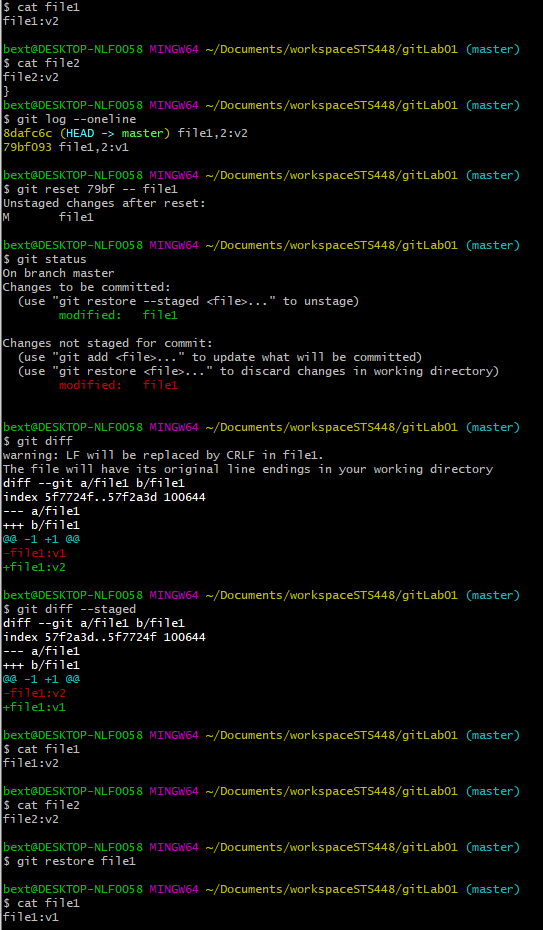 $ cat file1
file1:v2

bext@DESKTOP-NLF0O58 MINGW64 ~/Documents/workspaceSTS448/gitLab01 (master)
$ cat file2
file2:v2
}
bext@DESKTOP-NLF0O58 MINGW64 ~/Documents/workspaceSTS448/gitLab01 (master)
$ git log --oneline
8dafc6c (HEAD -> master) file1,2:v2
79bf093 file1,2:v1

bext@DESKTOP-NLF0O58 MINGW64 ~/Documents/workspaceSTS448/gitLab01 (master)
$ git reset 79bf -- file1
Unstaged changes after reset:
M       file1

bext@DESKTOP-NLF0O58 MINGW64 ~/Documents/workspaceSTS448/gitLab01 (master)
$ git status
On branch master
Changes to be committed:
  (use "git restore --staged <file>..." to unstage)
        modified:   file1

Changes not staged for commit:
  (use "git add <file>..." to update what will be committed)
  (use "git restore <file>..." to discard changes in working directory)
        modified:   file1


bext@DESKTOP-NLF0O58 MINGW64 ~/Documents/workspaceSTS448/gitLab01 (master)
$ git diff
warning: LF will be replaced by CRLF in file1.
The file will have its original line endings in your working directory
diff --git a/file1 b/file1
index 5f7724f..57f2a3d 100644
--- a/file1
+++ b/file1
@@ -1 +1 @@
-file1:v1
+file1:v2

bext@DESKTOP-NLF0O58 MINGW64 ~/Documents/workspaceSTS448/gitLab01 (master)
$ git diff --staged
diff --git a/file1 b/file1
index 57f2a3d..5f7724f 100644
--- a/file1
+++ b/file1
@@ -1 +1 @@
-file1:v2
+file1:v1

bext@DESKTOP-NLF0O58 MINGW64 ~/Documents/workspaceSTS448/gitLab01 (master)
$ cat file1
file1:v2

bext@DESKTOP-NLF0O58 MINGW64 ~/Documents/workspaceSTS448/gitLab01 (master)
$ cat file2
file2:v2

bext@DESKTOP-NLF0O58 MINGW64 ~/Documents/workspaceSTS448/gitLab01 (master)
$ git restore file1

bext@DESKTOP-NLF0O58 MINGW64 ~/Documents/workspaceSTS448/gitLab01 (master)
$ cat file1
file1:v1